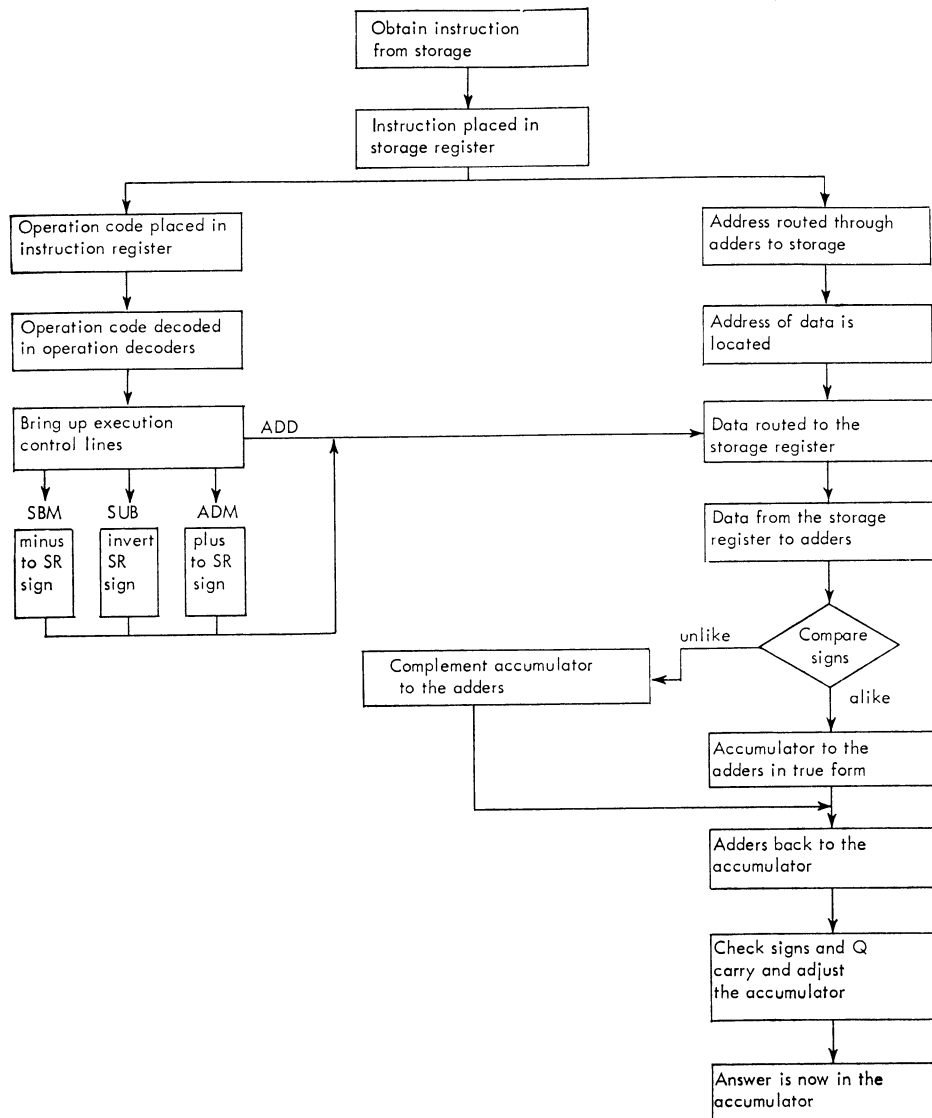 Obtain instruction
from storage
Instruction placed in
storage register
Operation code placed in
instruction register
Operation code decoded
in operation decoders
Bring up execution
control lines
ADD
SBM
SUB
ADM
minus
to SR
sign
invert
SR
sign
plus
to SR
sign
Address routed through
adders to storage
Address of data is
located
Data routed to the
storage register
Data from the storage
register to adders
Compare
signs
unlike
Complement accumulator
to the adders
alike
Accumulator to the
adders in true form
Adders back to the
accumulator
Check signs and Q
carry and adjust
the accumulator
Answer is now in the
accumulator